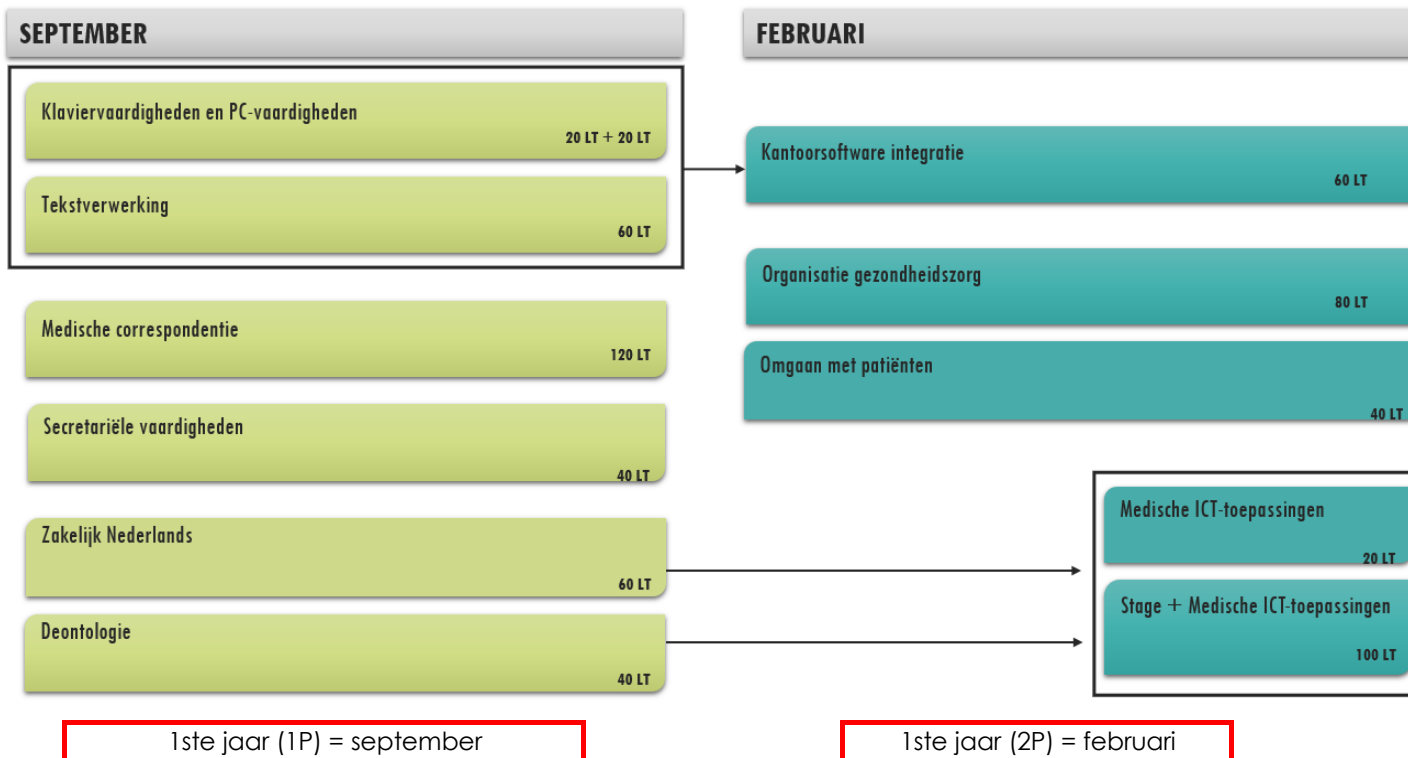 SEPTEMBER
Klaviervaardigheden en PC-vaardigheden
20 LT + 20 LT
Tekstverwerking
60 LT
Medische correspondentie
120 LT
Secretariële vaardigheden
40 LT
Zakelijk Nederlands
60 LT
Deontologie
40 LT
1ste jaar (1P) = september
FEBRUARI
Kantoorsoftware integratie
60 LT
Organisatie gezondheidszorg
80 LT
Omgaan met patiënten
40 LT
Medische ICT-toepassingen
20 LT
Stage + Medische ICT-toepassingen
100 LT
1ste jaar (2P) = februari